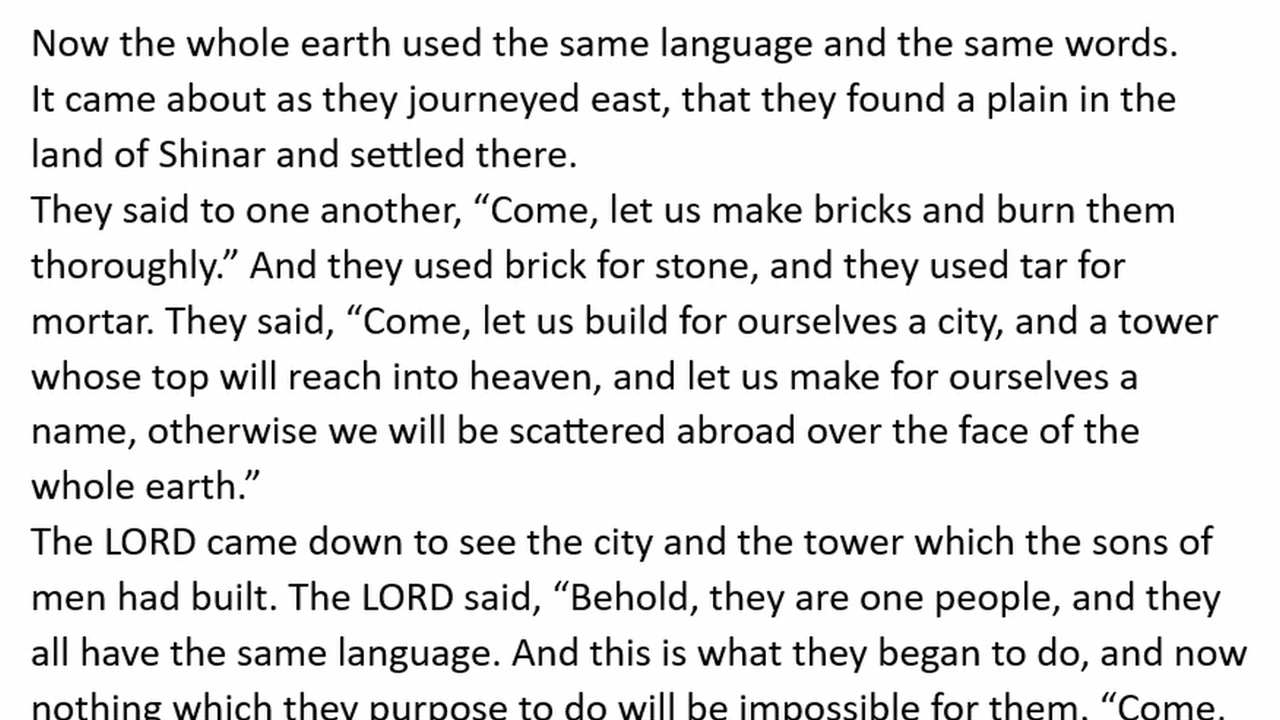 Now the whole earth used the same language and the same words.
It came about as they journeyed east, that they found a plain in the
land of Shinar and settled there.
They said to one another, “Come, let us make bricks and burn them
thoroughly.” And they used brick for stone, and they used tar for
mortar. They said, “Come, let us build for ourselves a city, and a tower
whose top will reach into heaven, and let us make for ourselves a
name, otherwise we will be scattered abroad over the face of the
whole earth.”
The LORD came down to see the city and the tower which the sons of
men had built. The LORD said, “Behold, they are one people, and they
all have the same language. And this is what they began to do, and now
nothing which they purpose to do will be impossible for them. “Come,